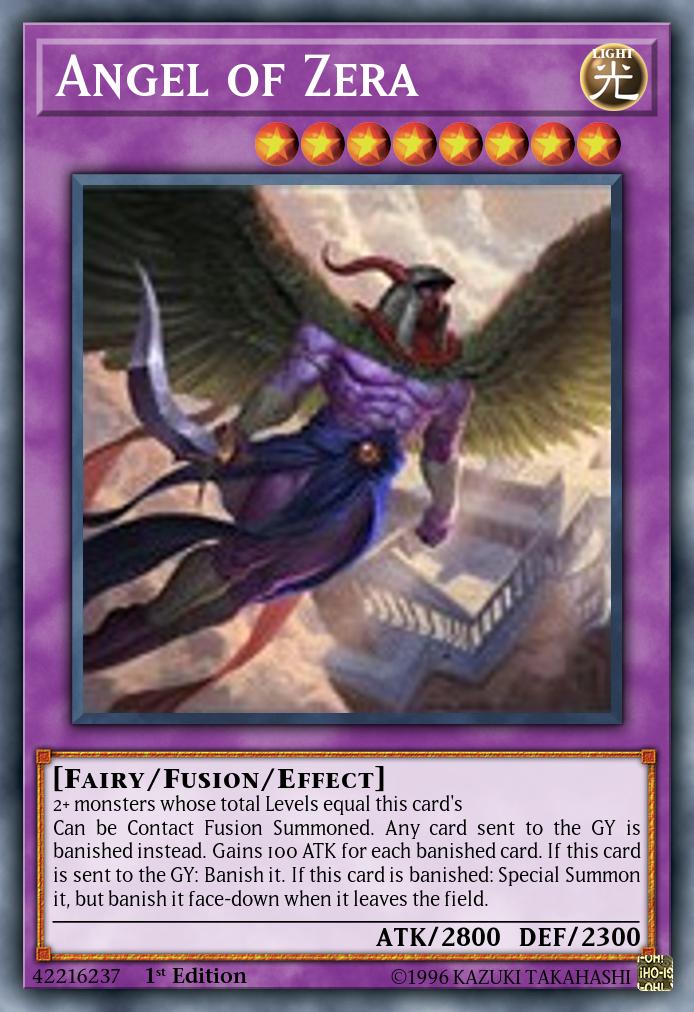 Angel of Zera
LIGHT
光
[Fairy/Fusion/Effect]
2+ monsters whose total Levels equal this card's
Can be Contact Fusion Summoned. Any card sent to the GY is
banished instead. Gains 100 ATK for each banished card. If this card
is sent to the GY: Banish it. If this card is banished: Special Summon
it, but banish it face-down when it leaves the field.
ATK/2800 DEF/2300
42216237 1st Edition ©1996 KAZUKI TAKAHASHI